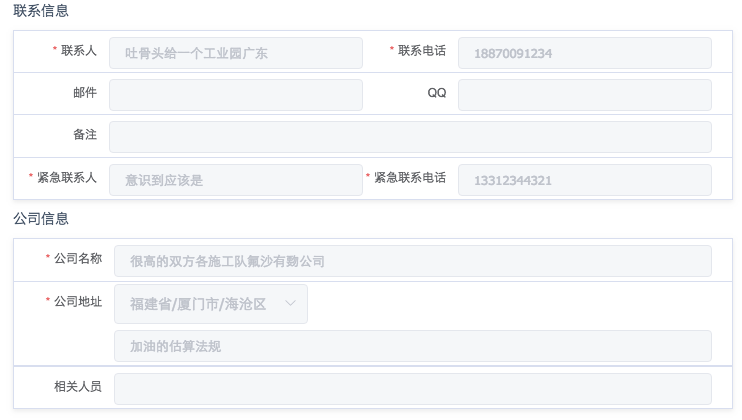 联系信息
* 联系人 吐骨头给一个工业园广东 * 联系电话 18870091234
邮件 QQ
备注
* 紧急联系人 意识到应该是 * 紧急联系电话 13312344321
公司信息
* 公司名称 很高的双方各施工队氟沙有赐公司
* 公司地址 福建省/厦门市/海沧区
加油的估算法规
相关人员